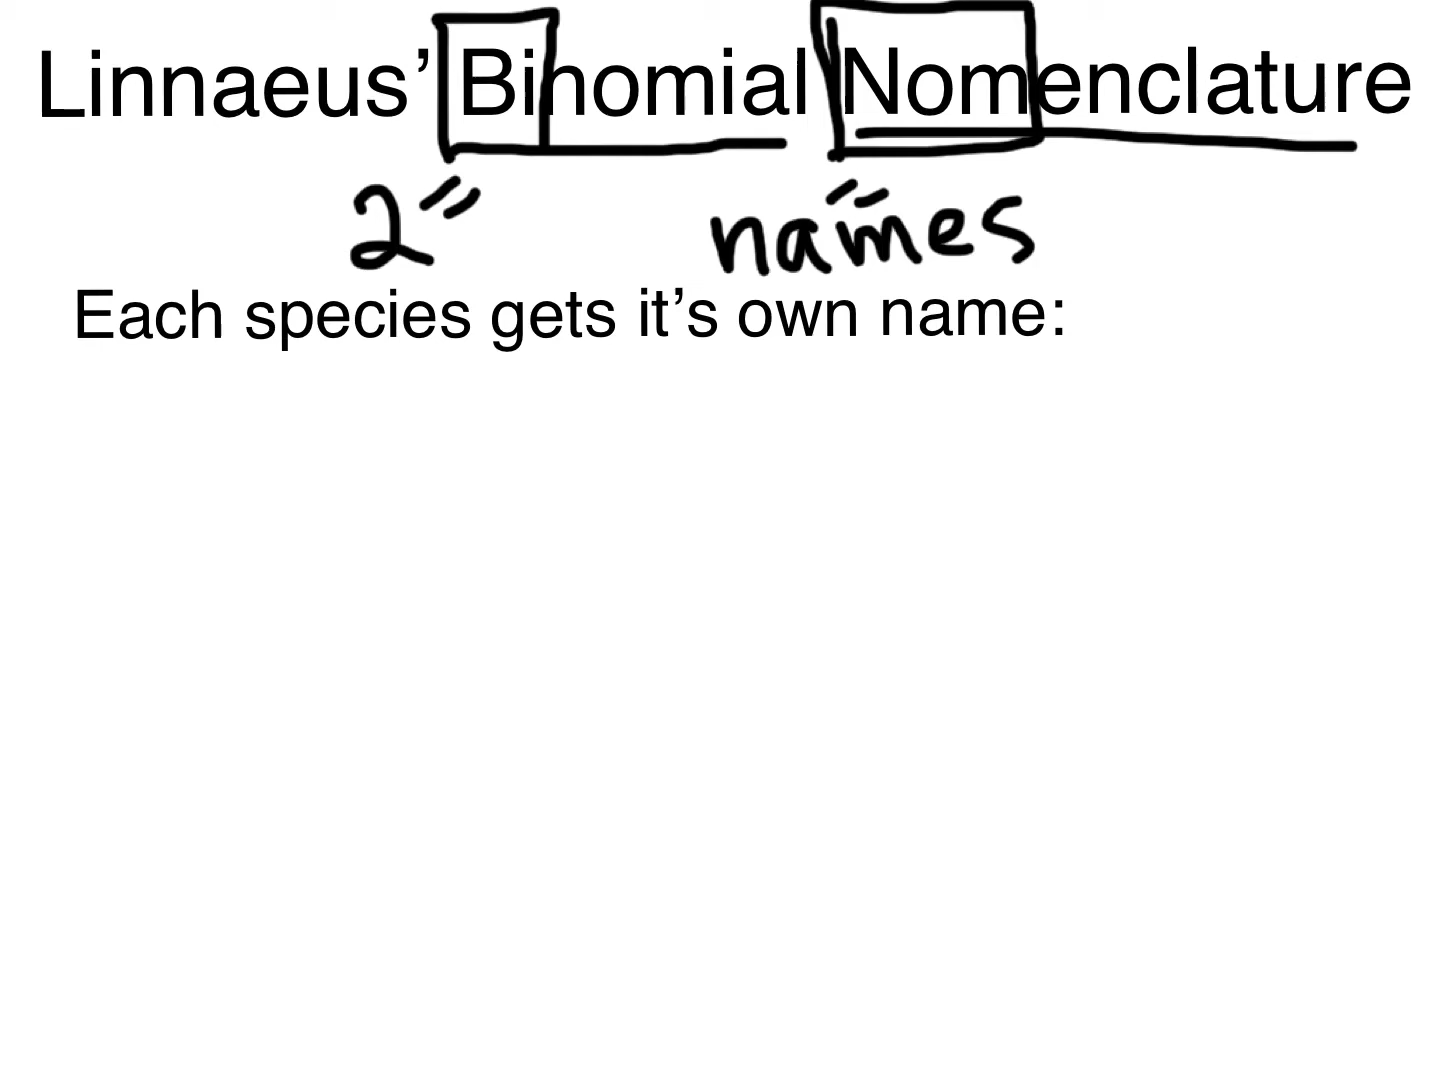 Linnaeus’ Binomial Nomenclature
2 names
Each species gets it’s own name: